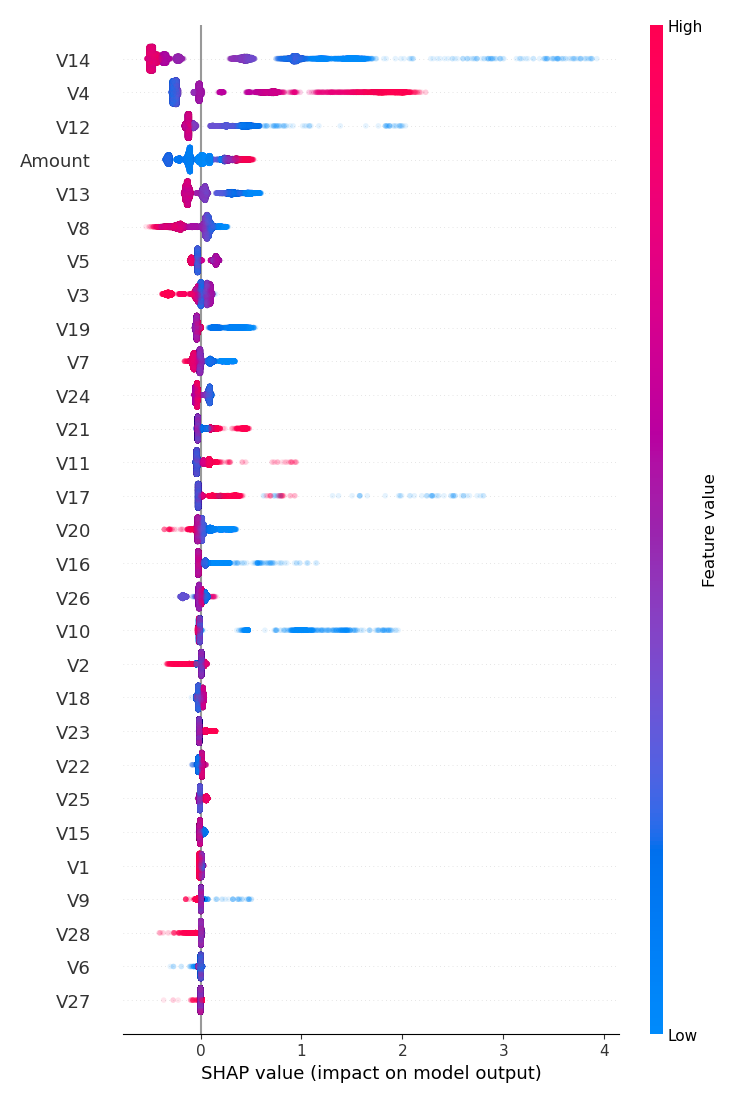 High
V14
V4
V12
Amount
V13
V8
V5
V3
V19
V7
V24
V21
V11
V17
V20
V16
V26
V10
V2
V18
V23
V22
V25
V15
V1
V9
V28
V6
V27
Feature value
Low
0 1 2 3 4
SHAP value (impact on model output)